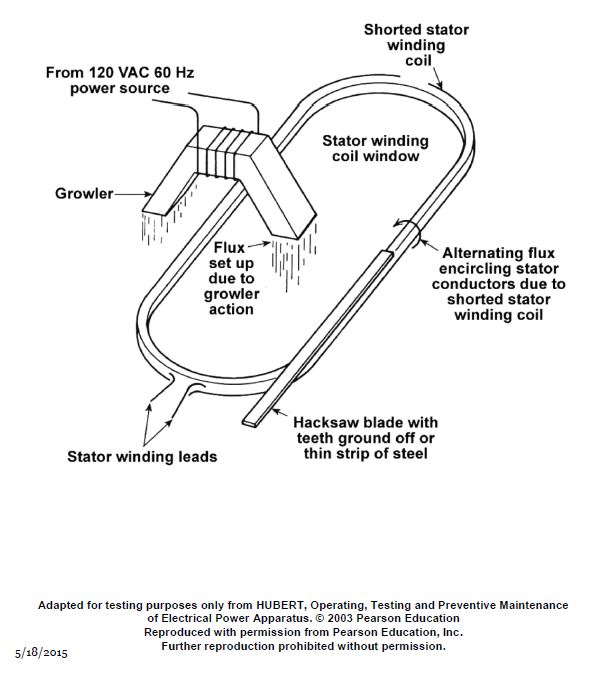 Shorted stator
winding
coil
From 120 VAC 60 Hz
power source
Stator winding
coil window
Growler
Flux
set up
due to
growler
action
Alternating flux
encircling stator
conductors due to
shorted stator
winding coil
Hacksaw blade with
teeth ground off or
thin strip of steel
Stator winding leads
Adapted for testing purposes only from HUBERT, Operating, Testing and Preventive Maintenance
of Electrical Power Apparatus. © 2003 Pearson Education
Reproduced with permission from Pearson Education, Inc.
Further reproduction prohibited without permission.
5/18/2015